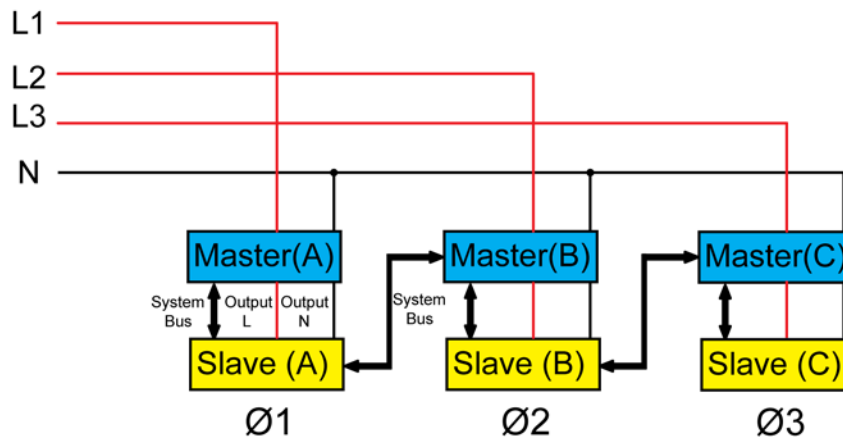 L1
L2
L3
N
Master(A)
Master(B)
Master(C)
System
Bus
Output
L
Output
N
System
Bus
Slave (A)
Slave (B)
Slave (C)
Ø1
Ø2
Ø3